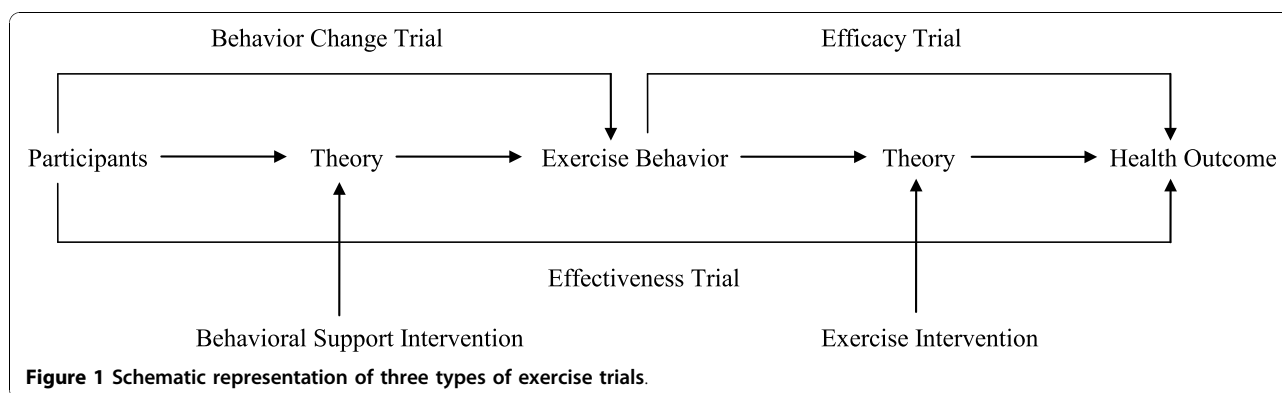 Behavior Change Trial Efficacy Trial
Participants Theory Exercise Behavior Theory Health Outcome
Effectiveness Trial
Behavioral Support Intervention Exercise Intervention
Figure 1 Schematic representation of three types of exercise trials.